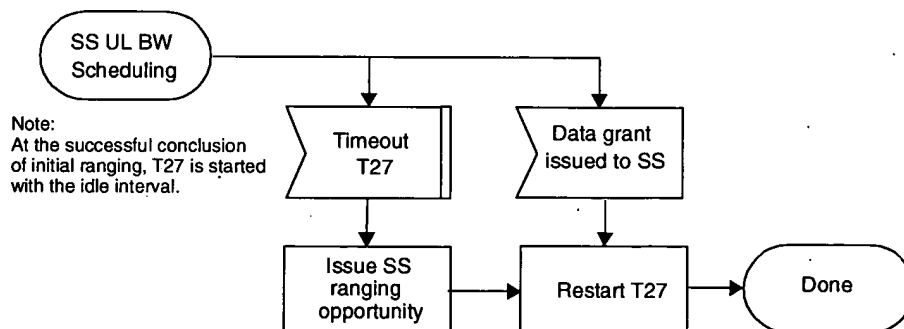 SS UL BW
Scheduling
Note:
At the successful conclusion
of initial ranging, T27 is started
with the idle interval.
Timeout
T27
Data grant
issued to SS
Issue SS
ranging
opportunity
Restart T27
Done